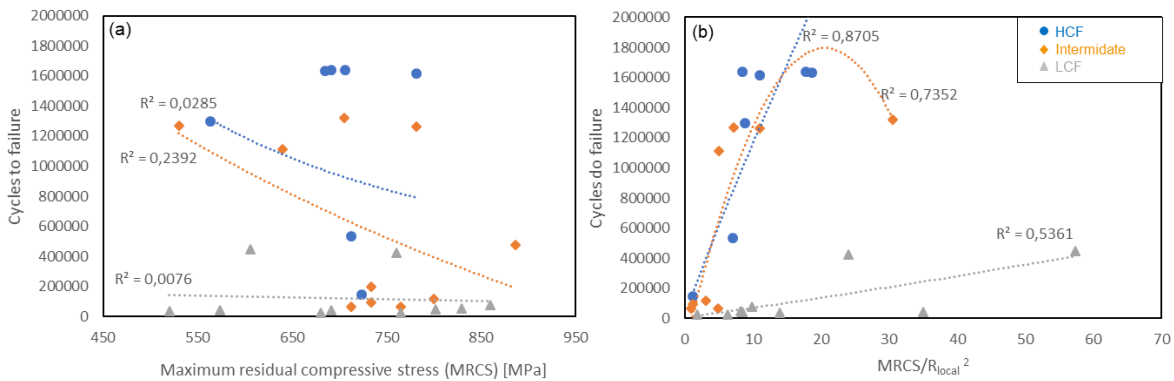 (a)
2000000
1800000
1600000
1400000
1200000
1000000
800000
600000
400000
200000
0
450
550
650
750
850
950
Cycles to failure
Maximum residual compressive stress (MRCS) [MPa]
R² = 0,0285
R² = 0,2392
R² = 0,0076
(b)
2000000
1800000
1600000
1400000
1200000
1000000
800000
600000
400000
200000
0
0
10
20
30
40
50
60
70
Cycles do failure
MRCS/Rlocal ²
R² = 0,8705
R² = 0,7352
R² = 0,5361
HCF
Intermidate
LCF